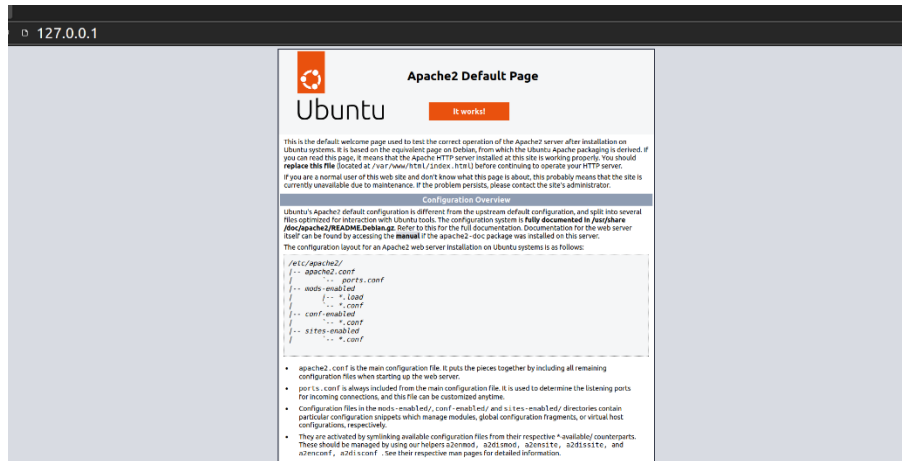 127.0.0.1
Apache2 Default Page
Ubuntu
It works!
This is the default welcome page used to test the correct operation of the Apache2 server after installation on
Ubuntu systems. It is based on the equivalent page on Debian, from which the Ubuntu Apache packaging is derived. If
you can read this page, it means that the Apache HTTP server installed at this site is working properly. You should
replace this file (located at /var/www/html/index.html) before continuing to operate your HTTP server.
If you are a normal user of this web site and don't know what this page is about, this probably means that the site is
currently unavailable due to maintenance. If the problem persists, please contact the site's administrator.
Configuration Overview
Ubuntu's Apache2 default configuration is different from the upstream default configuration, and split into several
files optimized for interaction with Ubuntu tools. The configuration system is fully documented in /usr/share
/doc/apache2/README.Debian.gz. Refer to this for the full documentation. Documentation for the web server
itself can be found by accessing the manual if the apache2-doc package was installed on this server.
The configuration layout for an Apache2 web server installation on Ubuntu systems is as follows:
/etc/apache2/
|-- apache2.conf
|       `--  ports.conf
|-- mods-enabled
|       |-- *.load
|       `-- *.conf
|-- conf-enabled
|       `-- *.conf
|-- sites-enabled
|       `-- *.conf
• apache2.conf is the main configuration file. It puts the pieces together by including all remaining
configuration files when starting up the web server.
• ports.conf is always included from the main configuration file. It is used to determine the listening ports
for incoming connections, and this file can be customized anytime.
• Configuration files in the mods-enabled/, conf-enabled/ and sites-enabled/ directories contain
particular configuration snippets which manage modules, global configuration fragments, or virtual host
configurations, respectively.
• They are activated by symlinking available configuration files from their respective *-available/ counterparts.
These should be managed by using our helpers a2enmod, a2dismod, a2ensite, a2dissite, and
a2enconf, a2disconf . See their respective man pages for detailed information.